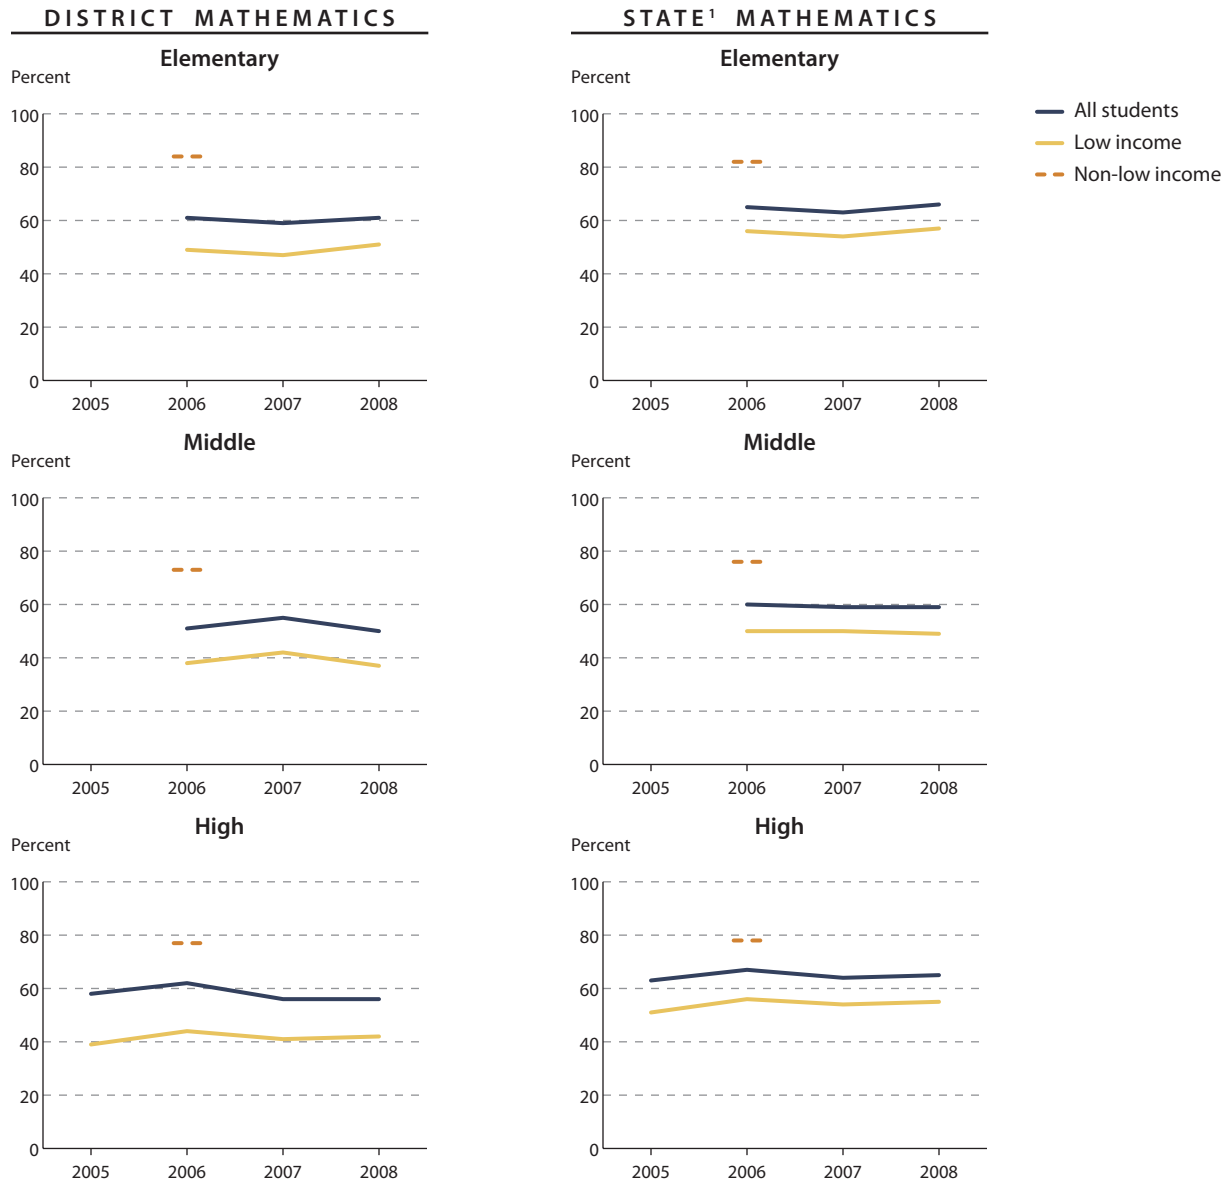 DISTRICT MATHEMATICS
Elementary
Percent
100
80
60
40
20
0
2005 2006 2007 2008
Middle
Percent
100
80
60
40
20
0
2005 2006 2007 2008
High
Percent
100
80
60
40
20
0
2005 2006 2007 2008
STATE¹ MATHEMATICS
Elementary
Percent
100
80
60
40
20
0
2005 2006 2007 2008
Middle
Percent
100
80
60
40
20
0
2005 2006 2007 2008
High
Percent
100
80
60
40
20
0
2005 2006 2007 2008
All students
Low income
Non-low income